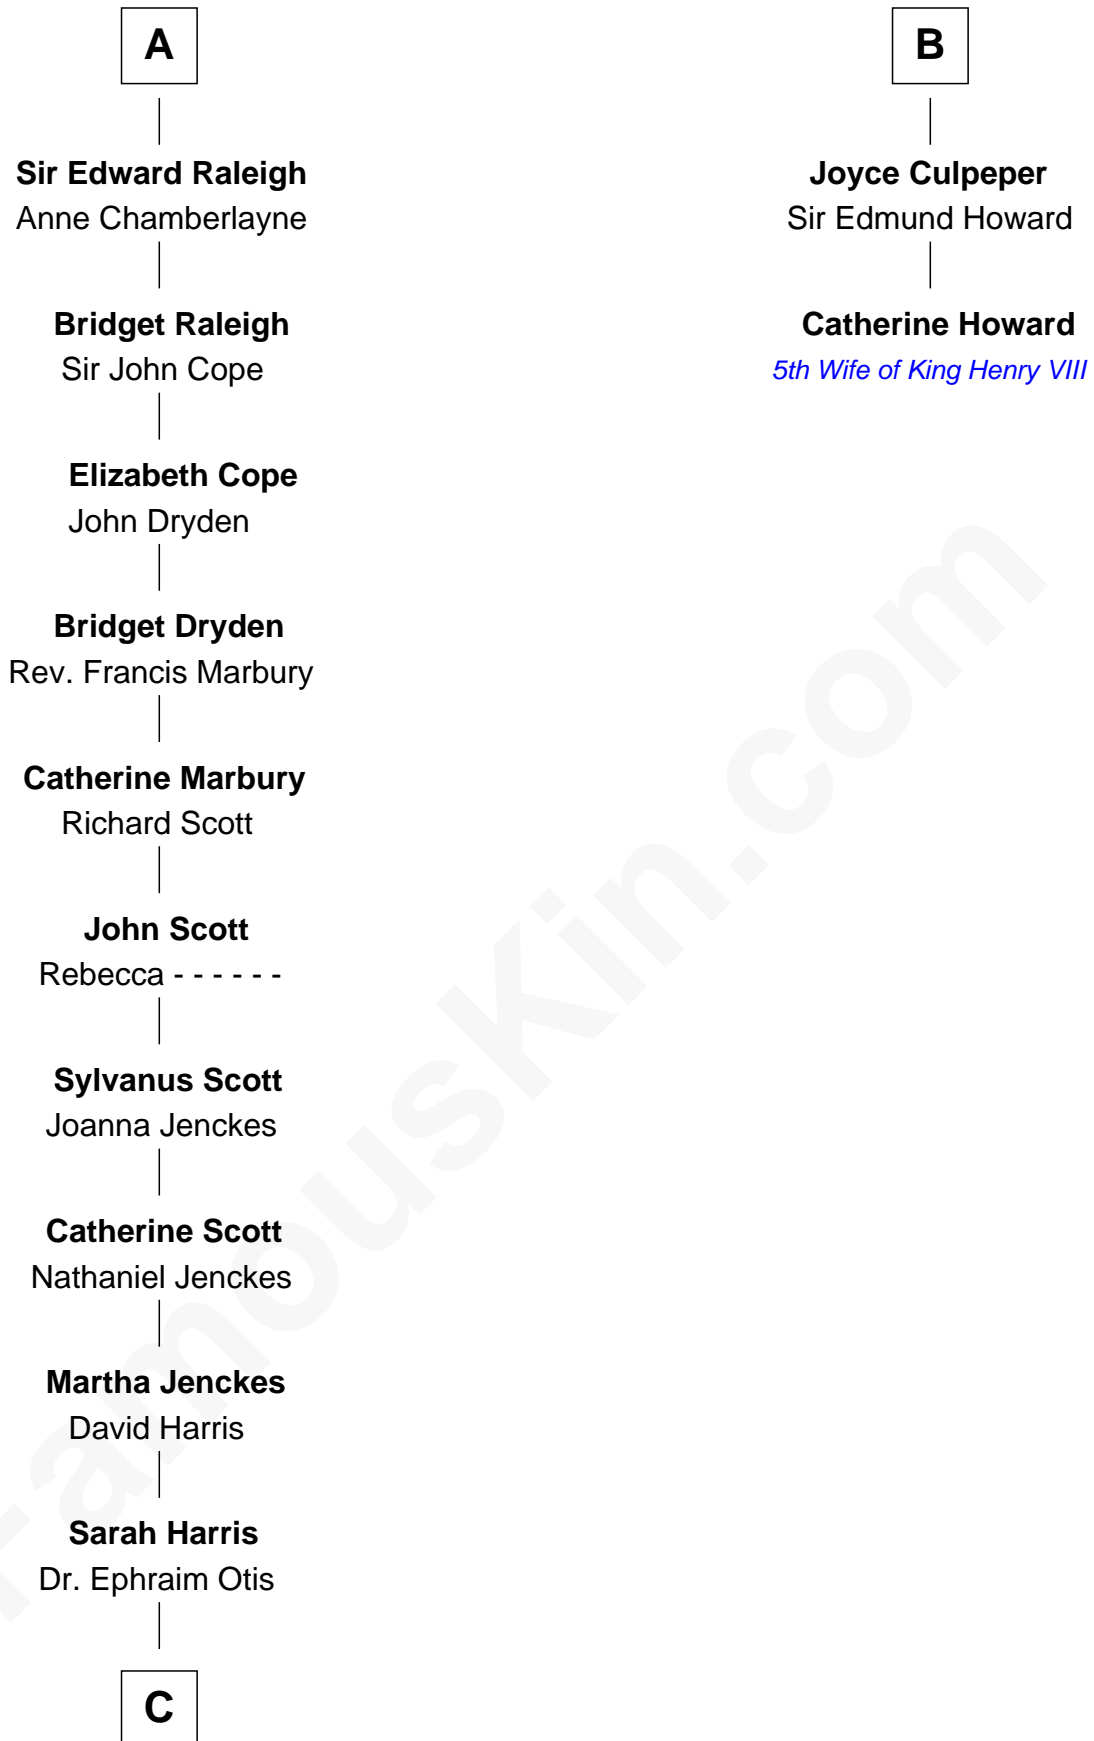 A
Sir Edward Raleigh
Anne Chamberlayne
Bridget Raleigh
Sir John Cope
Elizabeth Cope
John Dryden
Bridget Dryden
Rev. Francis Marbury
Catherine Marbury
Richard Scott
John Scott
Rebecca - - - - - -
Sylvanus Scott
Joanna Jenckes
Catherine Scott
Nathaniel Jenckes
Martha Jenckes
David Harris
Sarah Harris
Dr. Ephraim Otis
C
B
Joyce Culpeper
Sir Edmund Howard
Catherine Howard
5th Wife of King Henry VIII
FamousKin.com